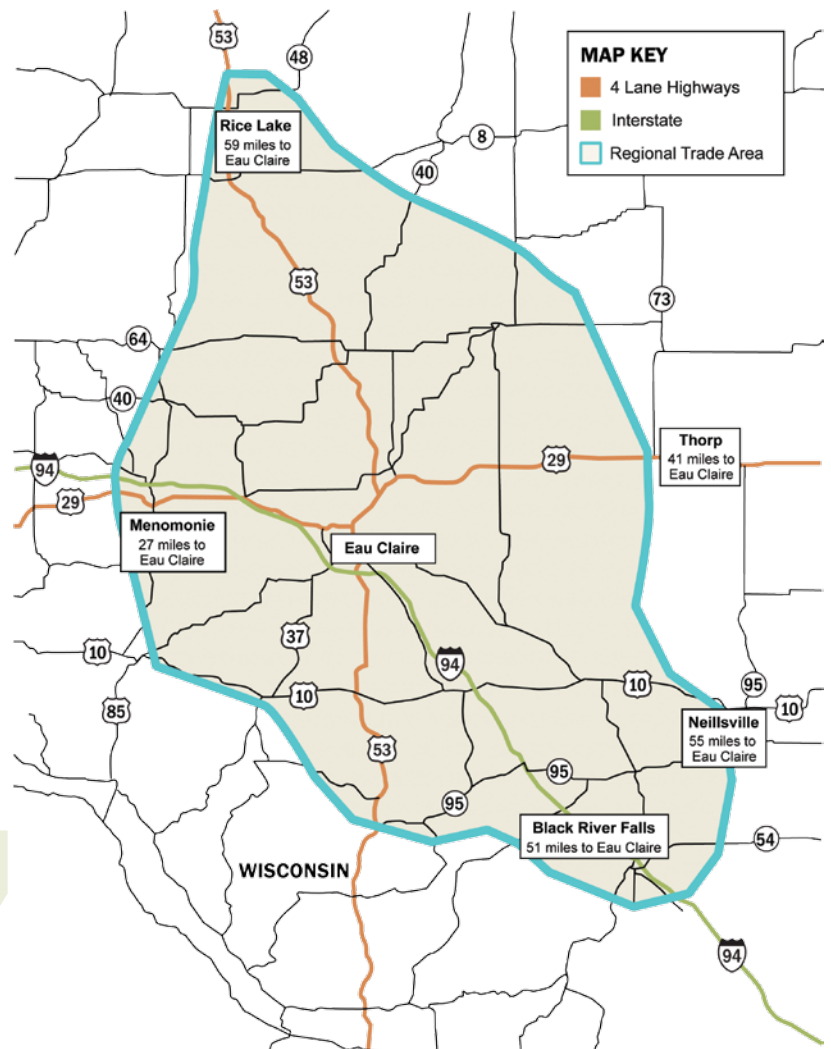 53
48
MAP KEY
4 Lane Highways
Interstate
Regional Trade Area
Rice Lake
59 miles to
Eau Claire
8
40
53
73
64
40
Thorp
41 miles to
Eau Claire
94
29
29
Menomonie
27 miles to
Eau Claire
Eau Claire
37
10
94
10
10
95
10
85
Neillsville
55 miles to
Eau Claire
53
95
95
Black River Falls
51 miles to Eau Claire
54
WISCONSIN
94